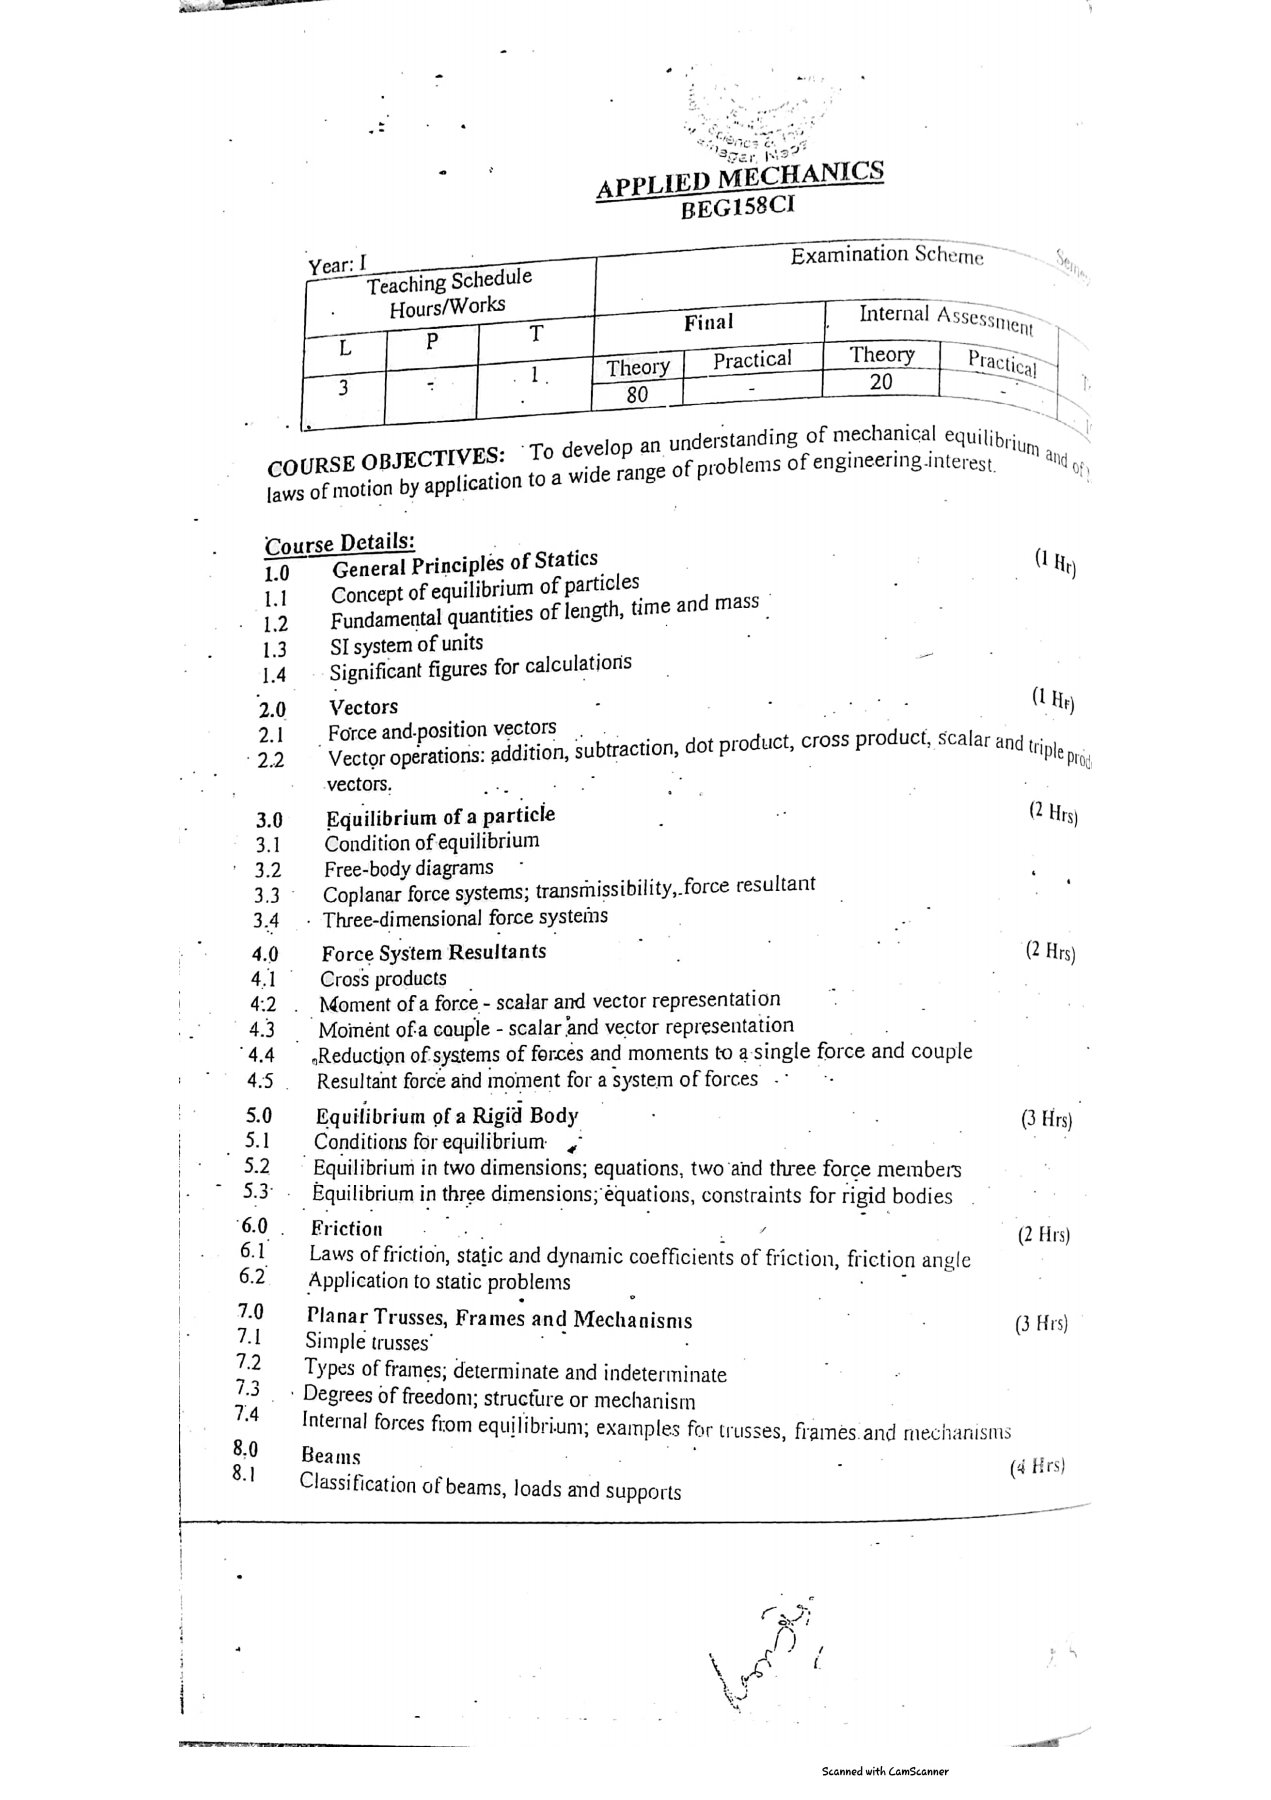 Science &
nagar, Nepa
APPLIED MECHANICS
BEG158CI
Year: I
Teaching Schedule
Hours/Works
Examination Scheme
L
P
T
Final
Internal Assessment
Theory
Practical
Theory
Practical
3
-
1
80
-
20
-
COURSE OBJECTIVES: To develop an understanding of mechanical equilibrium and of
laws of motion by application to a wide range of problems of engineering interest.
Course Details:
1.0 General Principles of Statics (1 Hr)
1.1 Concept of equilibrium of particles
1.2 Fundamental quantities of length, time and mass
1.3 SI system of units
1.4 Significant figures for calculations
2.0 Vectors (1 Hr)
2.1 Force and position vectors
2.2 Vector operations: addition, subtraction, dot product, cross product, scalar and triple prod
vectors.
3.0 Equilibrium of a particle (2 Hrs)
3.1 Condition of equilibrium
3.2 Free-body diagrams
3.3 Coplanar force systems; transmissibility, force resultant
3.4 Three-dimensional force systems
4.0 Force System Resultants (2 Hrs)
4.1 Cross products
4.2 Moment of a force - scalar and vector representation
4.3 Moment of a couple - scalar and vector representation
4.4 Reduction of systems of forces and moments to a single force and couple
4.5 Resultant force and moment for a system of forces
5.0 Equilibrium of a Rigid Body (3 Hrs)
5.1 Conditions for equilibrium
5.2 Equilibrium in two dimensions; equations, two and three force members
5.3 Equilibrium in three dimensions; equations, constraints for rigid bodies
6.0 Friction (2 Hrs)
6.1 Laws of friction, static and dynamic coefficients of friction, friction angle
6.2 Application to static problems
7.0 Planar Trusses, Frames and Mechanisms (3 Hrs)
7.1 Simple trusses
7.2 Types of frames; determinate and indeterminate
7.3 Degrees of freedom; structure or mechanism
7.4 Internal forces from equilibrium; examples for trusses, frames and mechanisms
8.0 Beams (4 Hrs)
8.1 Classification of beams, loads and supports
Scanned with CamScanner